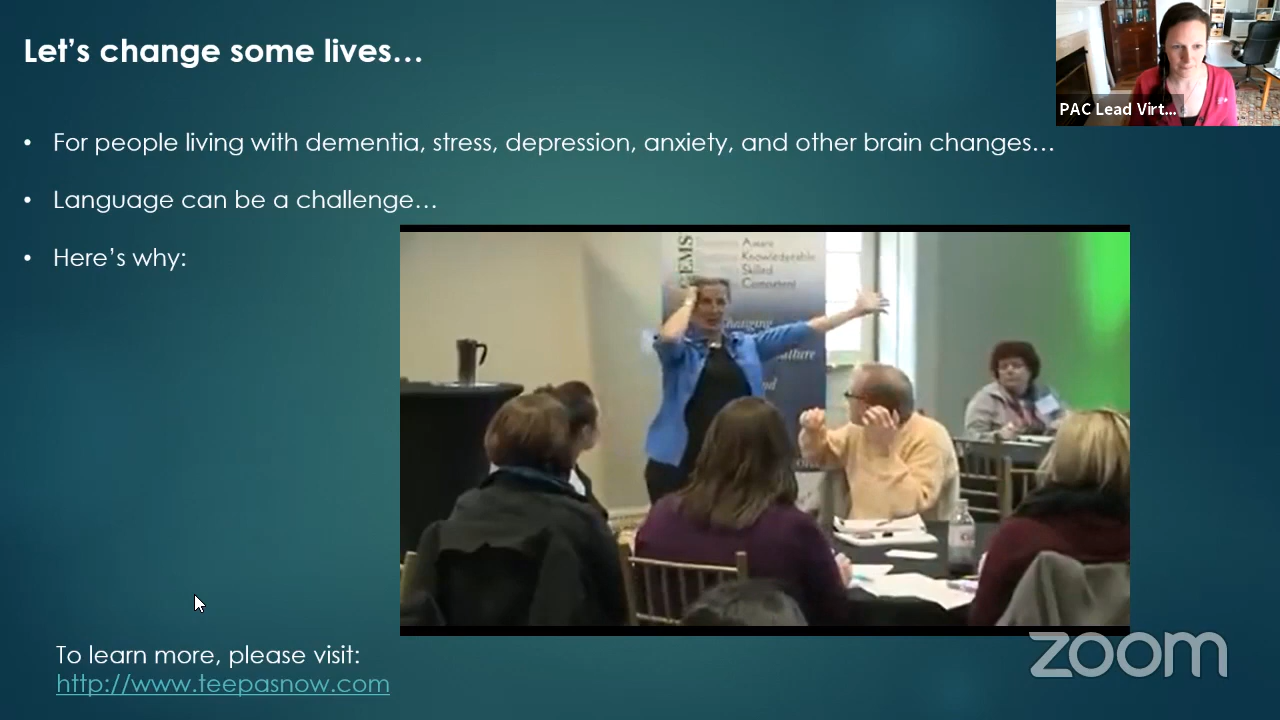 Let's change some lives…
PAC Lead Virt...
• For people living with dementia, stress, depression, anxiety, and other brain changes…
• Language can be a challenge…
• Here's why:
GEMS
Aware
Knowledgeable
Skilled
Competent
To learn more, please visit:
http://www.teepasnow.com
zoom